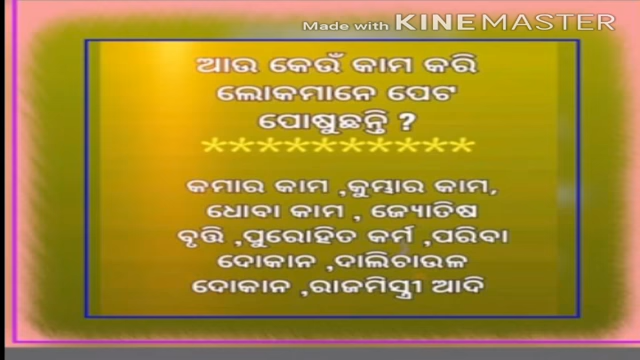 Made with KINEMASTER
ଆଉ କେଉଁ କାମ କରି
ଲୋକମାନେ ପେଟ
ପୋଷୁଛନ୍ତି ?
**********
କମାର କାମ ,କୁମ୍ଭାର କାମ,
ଧୋବା କାମ , ଜ୍ୟୋତିଷ
ବୃତ୍ତି ,ପୁରୋହିତ କର୍ମ ,ପରିବା
ଦୋକାନ ,ଡାଲିଚାଉଳ
ଦୋକାନ ,ରାଜମିସ୍ତ୍ରୀ ଆଦି